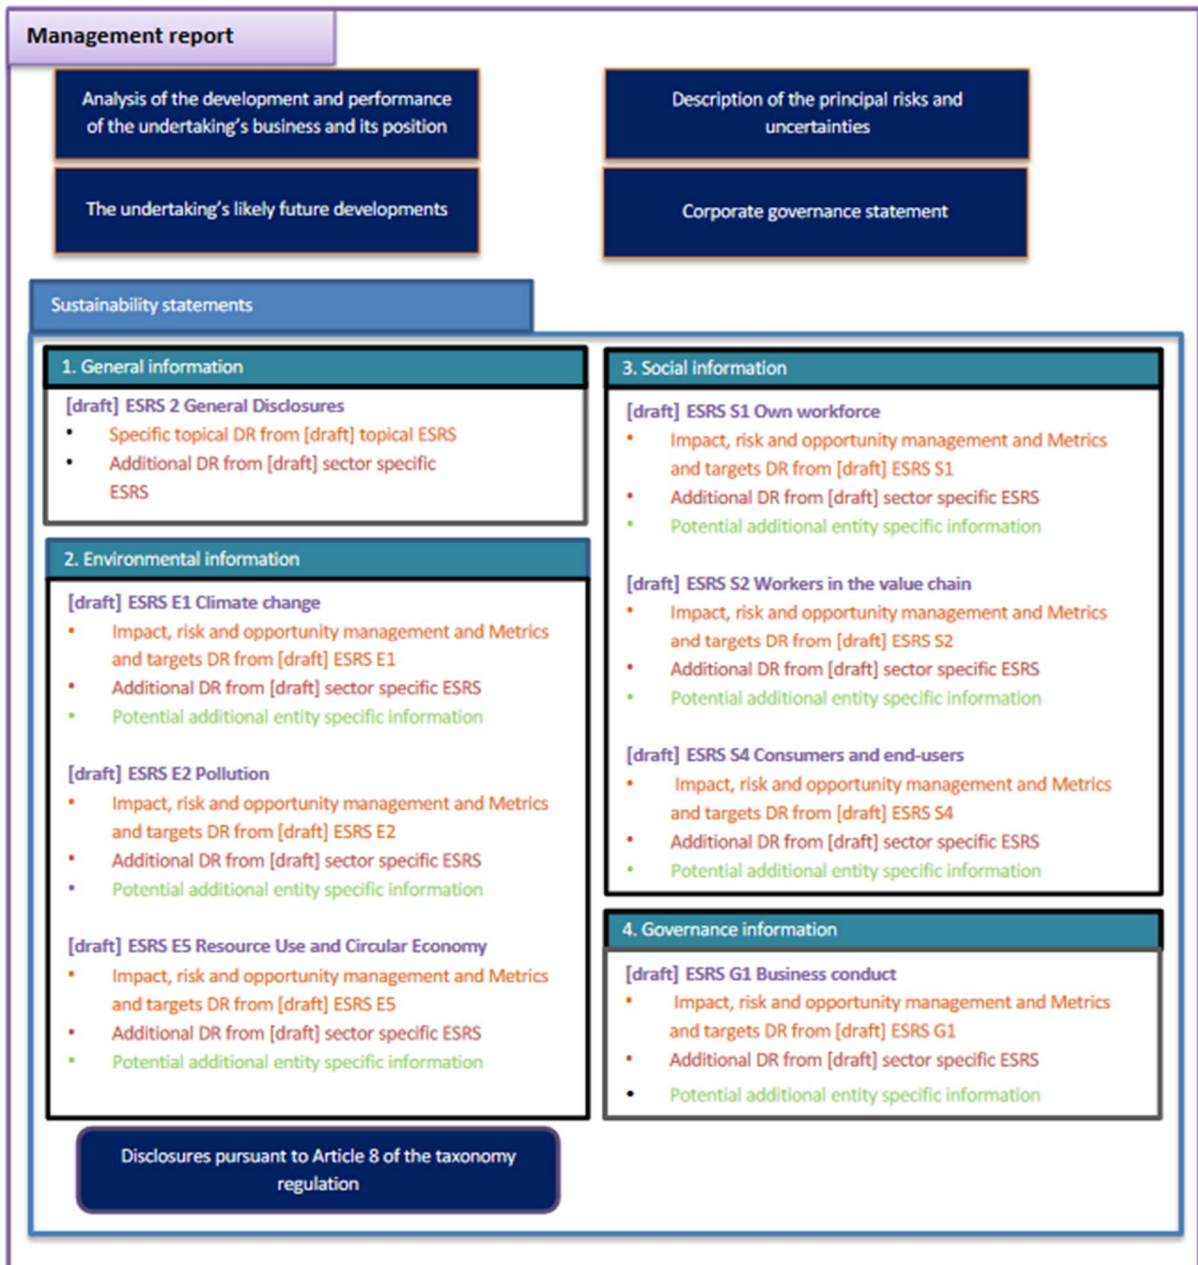 Management report
Analysis of the development and performance
of the undertaking's business and its position
Description of the principal risks and
uncertainties
The undertaking's likely future developments
Corporate governance statement
Sustainability statements
1. General information
[draft] ESRS 2 General Disclosures
• Specific topical DR from [draft] topical ESRS
• Additional DR from [draft] sector specific
ESRS
2. Environmental information
[draft] ESRS E1 Climate change
• Impact, risk and opportunity management and Metrics
and targets DR from [draft] ESRS E1
• Additional DR from [draft] sector specific ESRS
• Potential additional entity specific information
[draft] ESRS E2 Pollution
• Impact, risk and opportunity management and Metrics
and targets DR from [draft] ESRS E2
• Additional DR from [draft] sector specific ESRS
• Potential additional entity specific information
[draft] ESRS E5 Resource Use and Circular Economy
• Impact, risk and opportunity management and Metrics
and targets DR from [draft] ESRS E5
• Additional DR from [draft] sector specific ESRS
• Potential additional entity specific information
Disclosures pursuant to Article 8 of the taxonomy
regulation
3. Social information
[draft] ESRS S1 Own workforce
• Impact, risk and opportunity management and Metrics
and targets DR from [draft] ESRS S1
• Additional DR from [draft] sector specific ESRS
• Potential additional entity specific information
[draft] ESRS S2 Workers in the value chain
• Impact, risk and opportunity management and Metrics
and targets DR from [draft] ESRS S2
• Additional DR from [draft] sector specific ESRS
• Potential additional entity specific information
[draft] ESRS S4 Consumers and end-users
• Impact, risk and opportunity management and Metrics
and targets DR from [draft] ESRS S4
• Additional DR from [draft] sector specific ESRS
• Potential additional entity specific information
4. Governance information
[draft] ESRS G1 Business conduct
• Impact, risk and opportunity management and Metrics
and targets DR from [draft] ESRS G1
• Additional DR from [draft] sector specific ESRS
• Potential additional entity specific information